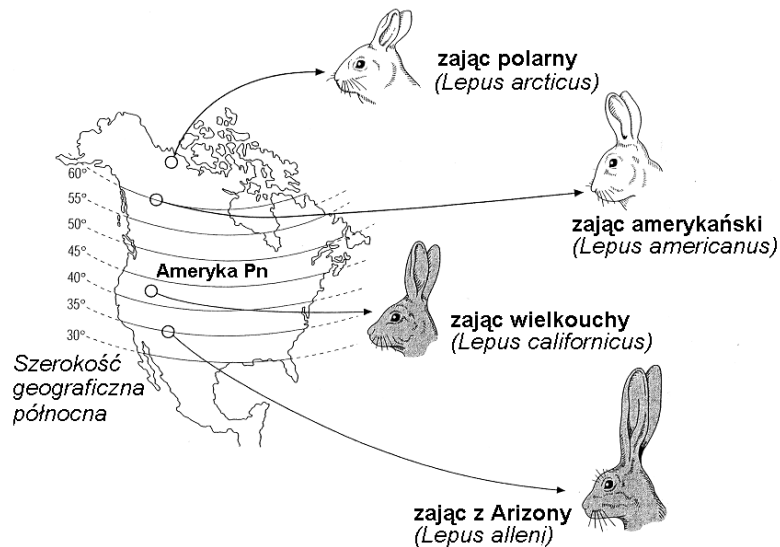 zając polarny
(Lepus arcticus)
zając amerykański
(Lepus americanus)
60°
55°
50°
45°
40°
35°
30°
Ameryka Pn
zając wielkouchy
(Lepus californicus)
Szerokość
geograficzna
północna
zając z Arizony
(Lepus alleni)